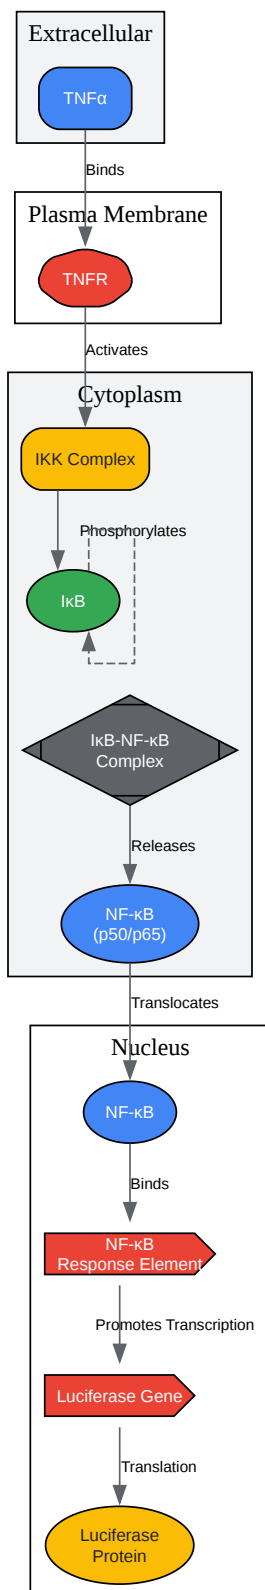 Extracellular
TNFα
Binds
Plasma Membrane
TNFR
Activates
Cytoplasm
IKK Complex
Phosphorylates
IκB
IκB-NF-κB
Complex
Releases
NF-κB
(p50/p65)
Translocates
Nucleus
NF-κB
Binds
NF-κB
Response Element
Promotes Transcription
Luciferase Gene
Translation
Luciferase
Protein